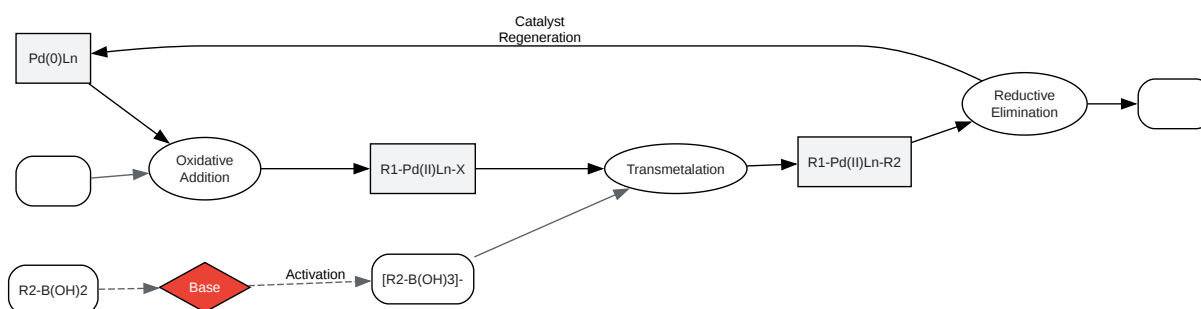 Catalyst
Regeneration
Pd(0)Ln
Reductive
Elimination
Oxidative
Addition
R1-Pd(II)Ln-X
Transmetalation
R1-Pd(II)Ln-R2
R2-B(OH)2
Base
Activation
[R2-B(OH)3]-